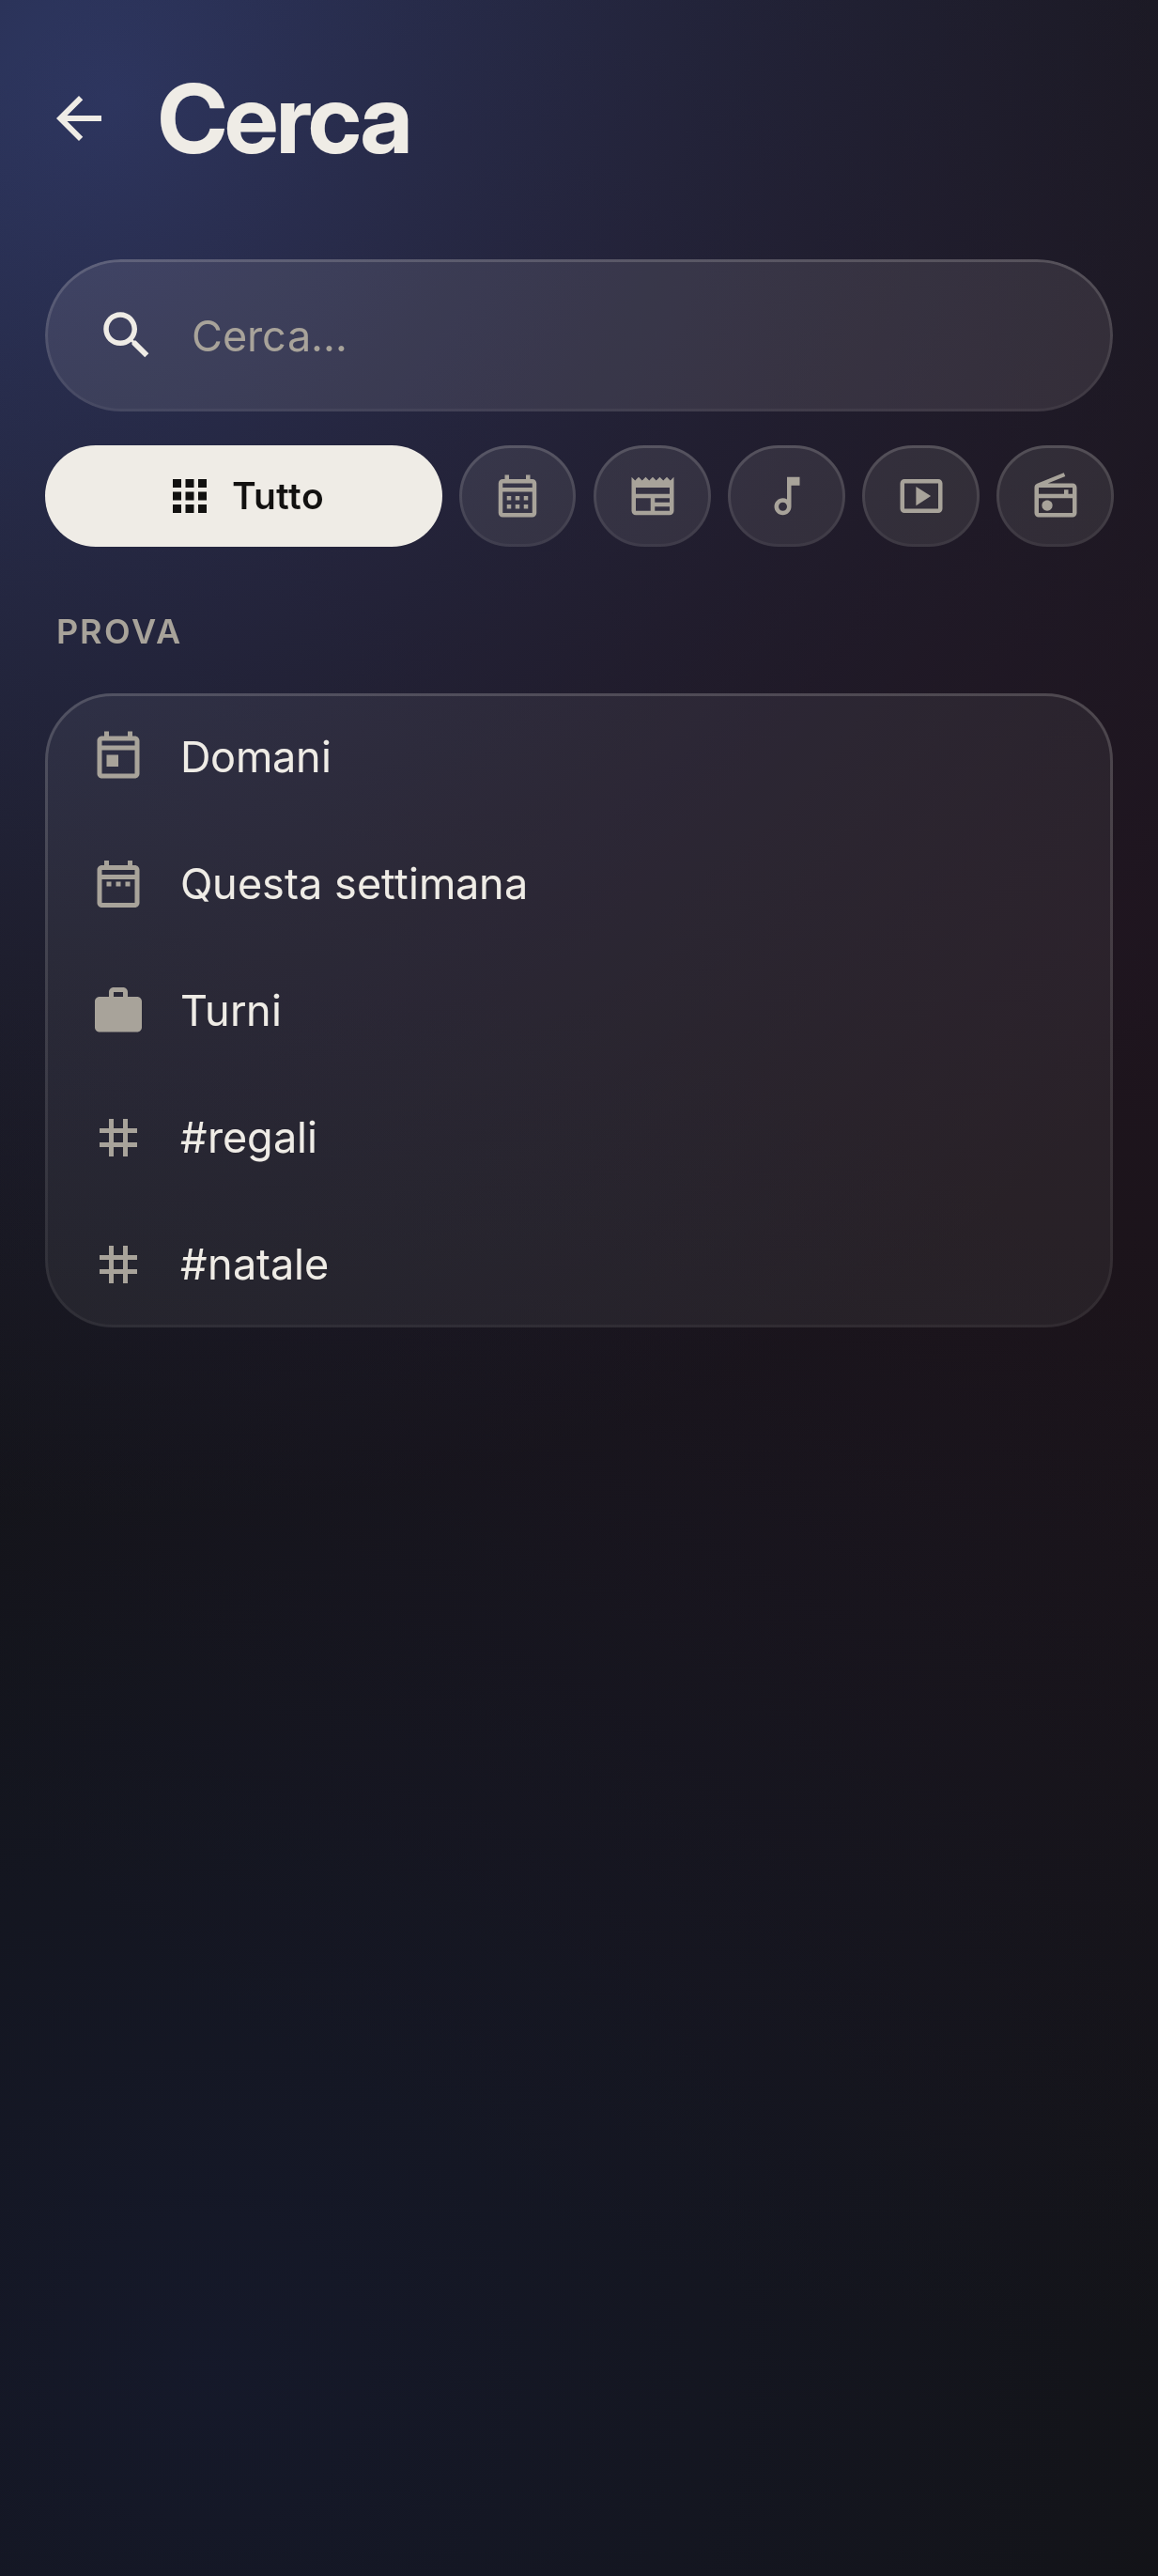 Cerca
Cerca...
Tutto
PROVA
Domani
Questa settimana
Turni
#regali
#natale